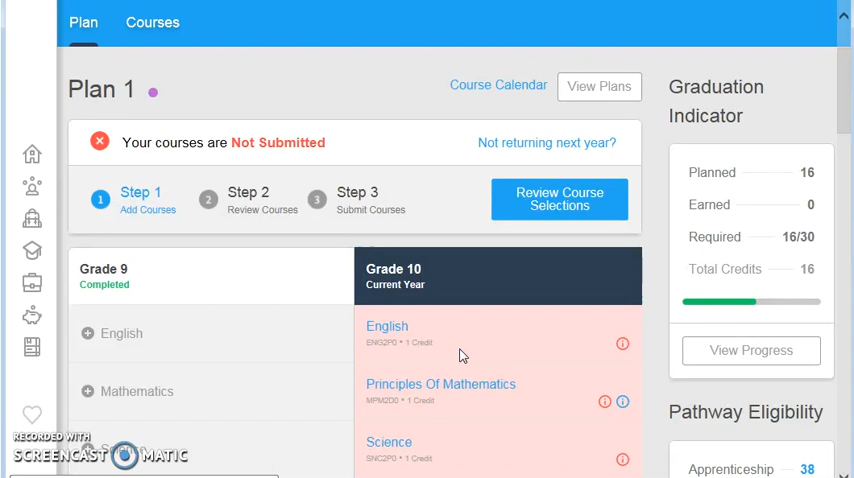 Plan Courses
Plan 1
Course Calendar View Plans
Your courses are Not Submitted
Not returning next year?
1 Step 1
Add Courses
2 Step 2
Review Courses
3 Step 3
Submit Courses
Review Course
Selections
Grade 9
Completed
Grade 10
Current Year
English
Mathematics
English
ENG2P0 • 1 Credit
Principles Of Mathematics
MPM2D0 • 1 Credit
Science
SNC2P0 • 1 Credit
Graduation
Indicator
Planned 16
Earned 0
Required 16/30
Total Credits 16
View Progress
Pathway Eligibility
Apprenticeship 38
RECORDED WITH
SCREENCAST MATIC